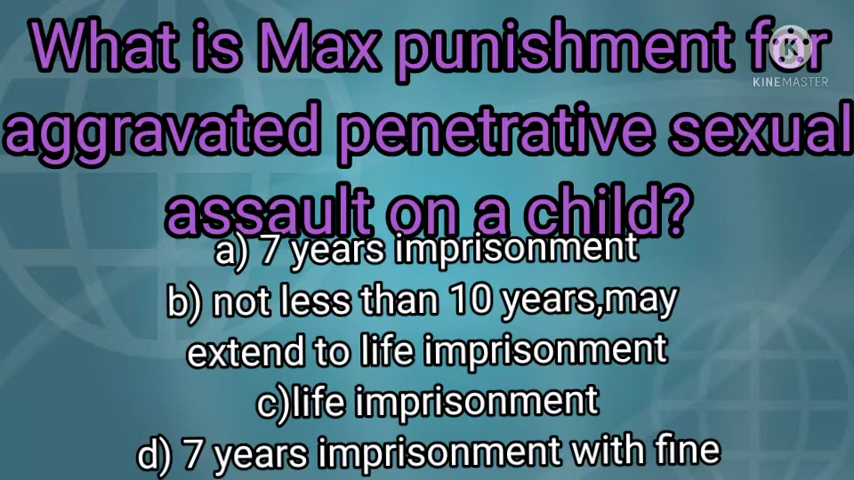 What is Max punishment for
KINEMASTER
aggravated penetrative sexual
assault on a child?
a) 7 years imprisonment
b) not less than 10 years,may
extend to life imprisonment
c)life imprisonment
d) 7 years imprisonment with fine